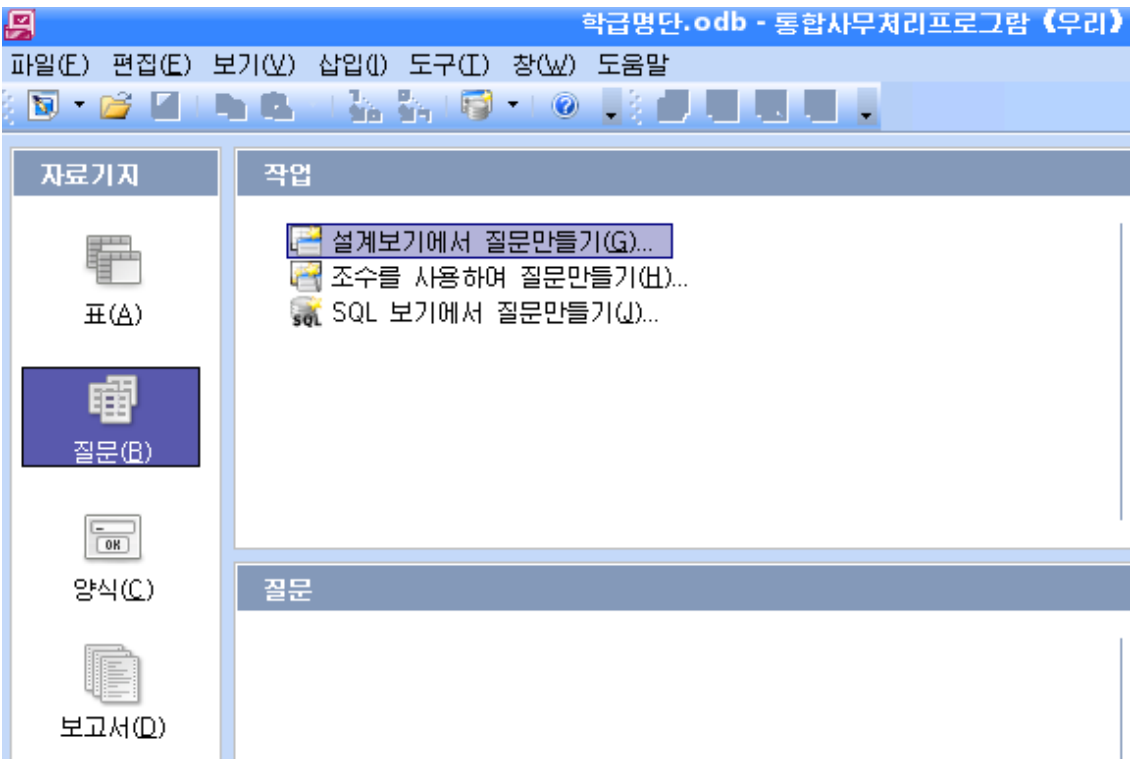 학급명단.odb - 통합사무처리프로그람 《우리》
파일(F) 편집(E) 보기(V) 삽입(I) 도구(T) 창(W) 도움말
자료기지
작업
설계보기에서 질문만들기(G)...
조수를 사용하여 질문만들기(H)...
SQL 보기에서 질문만들기(J)...
표(A)
질문(B)
양식(C)
보고서(D)
질문